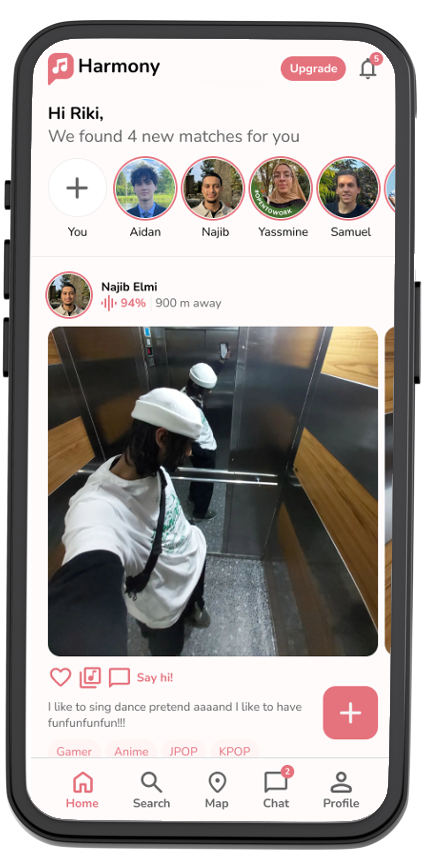 Harmony
Upgrade
5
Hi Riki,
We found 4 new matches for you
#OPENTOWORK
You
Aidan
Najib
Yassmine
Samuel
Najib Elmi
94%
900 m away
Say hi!
I like to sing dance pretend aaaand I like to have
funfunfunfun!!!
Gamer
Anime
JPOP
KPOP
2
Home
Search
Map
Chat
Profile